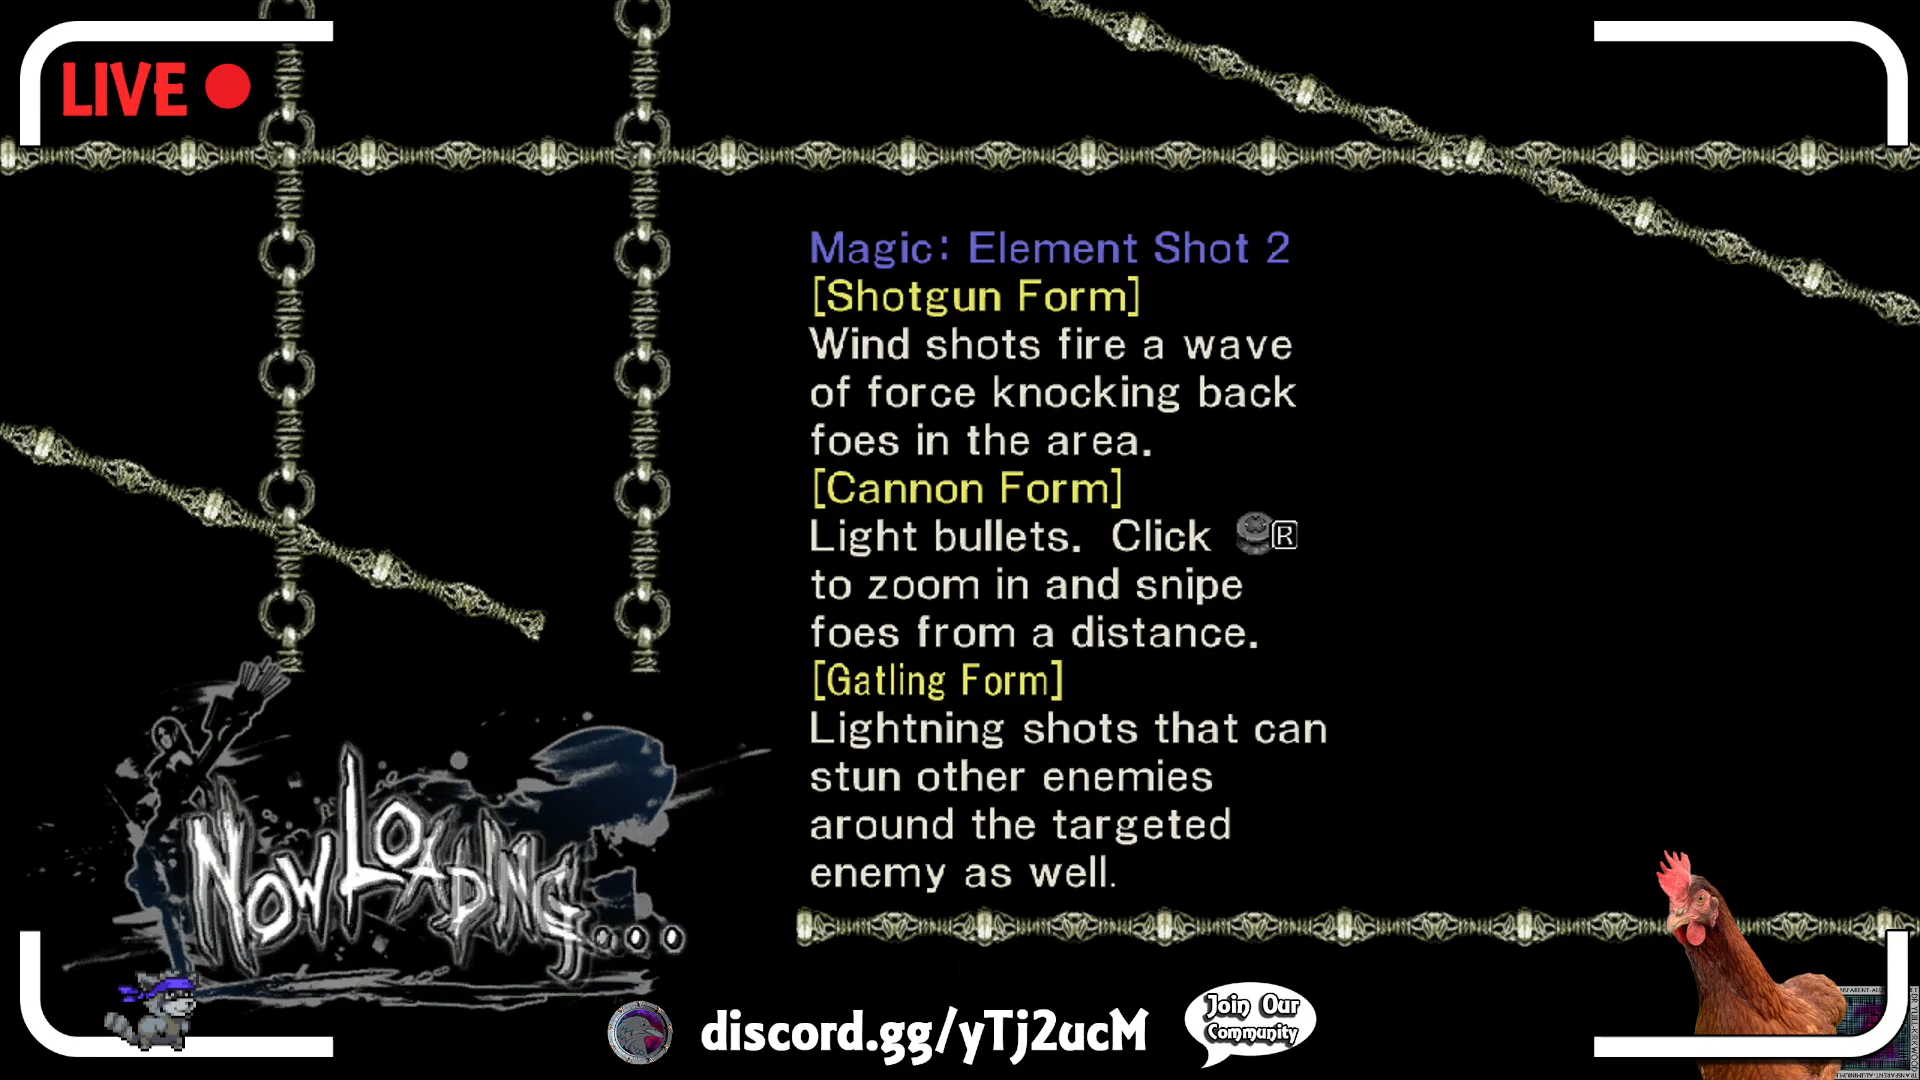 LIVE
Magic: Element Shot 2
[Shotgun Form]
Wind shots fire a wave
of force knocking back
foes in the area.
[Cannon Form]
Light bullets. Click R
to zoom in and snipe
foes from a distance.
[Gatling Form]
Lightning shots that can
stun other enemies
around the targeted
enemy as well.
NOW LOADING...
discord.gg/yTj2ucM
Join Our
Community